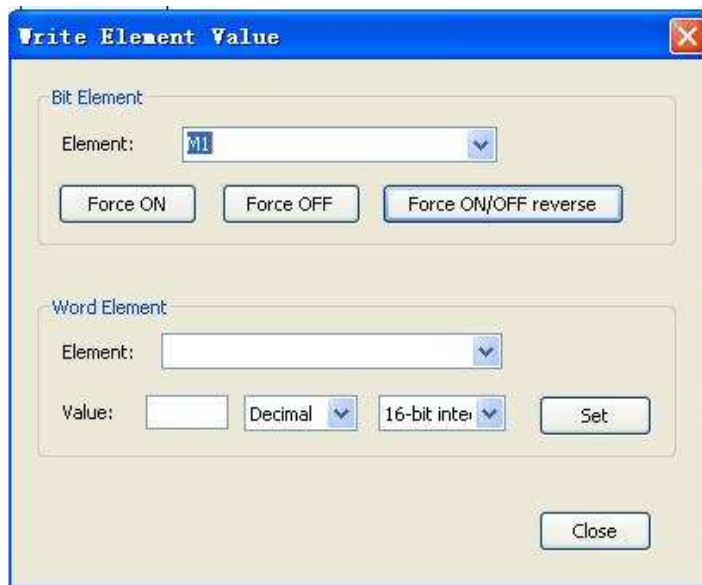 Write Element Value
Bit Element
Element: M1
Force ON Force OFF Force ON/OFF reverse
Word Element
Element:
Value: Decimal 16-bit inte
Set
Close